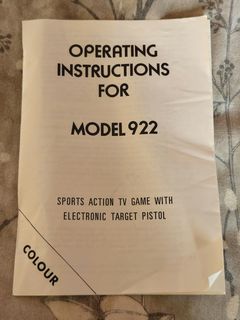 OPERATING
INSTRUCTIONS
FOR
MODEL 922
SPORTS ACTION TV GAME WITH
ELECTRONIC TARGET PISTOL
COLOUR